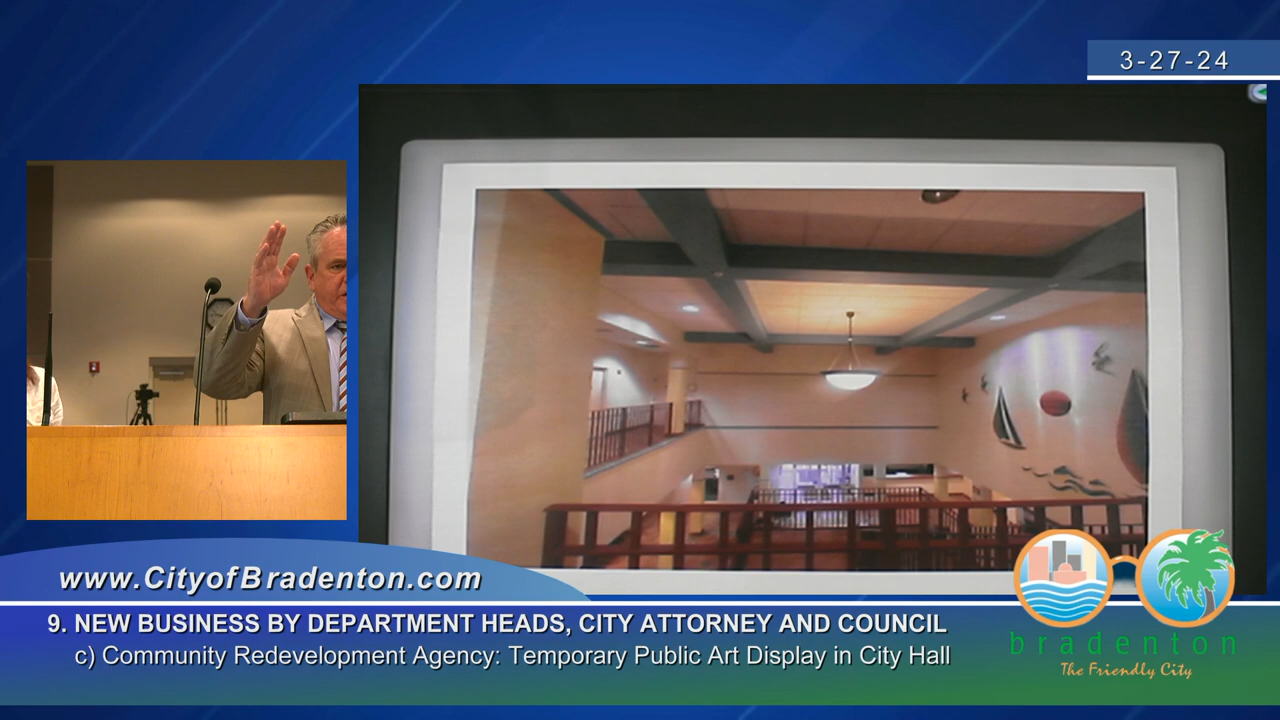 3-27-24
www.CityofBradenton.com
9. NEW BUSINESS BY DEPARTMENT HEADS, CITY ATTORNEY AND COUNCIL
c) Community Redevelopment Agency: Temporary Public Art Display in City Hall
bradenton
The Friendly City